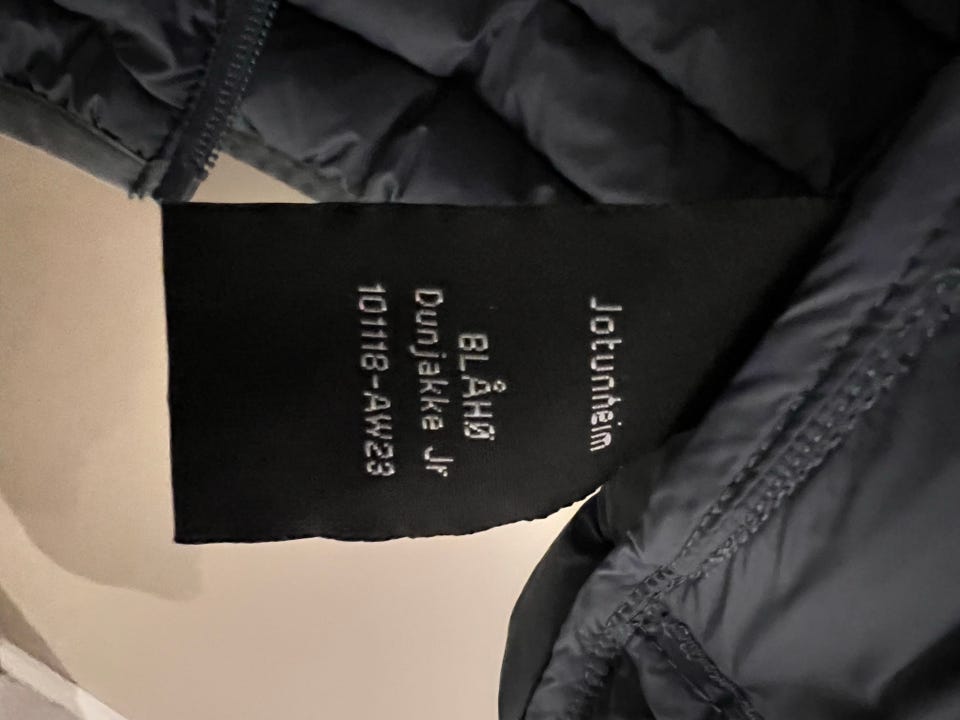 Jotunheim
BLÅHØ
Dunjakke Jr
101118-AW23